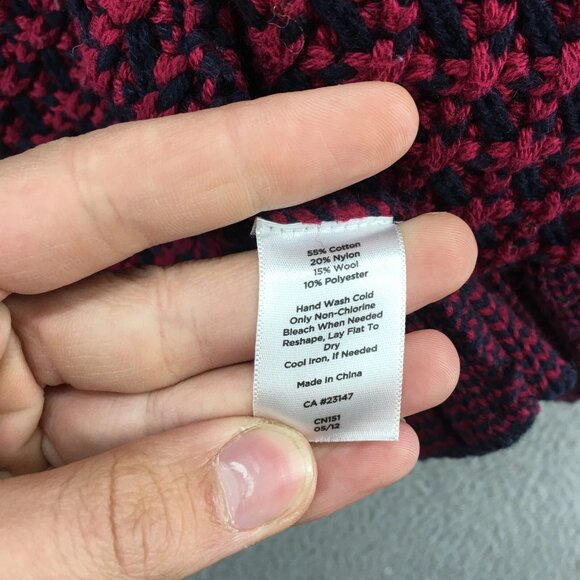 55% Cotton
20% Nylon
15% Wool
10% Polyester
Hand Wash Cold
Only Non-Chlorine
Bleach When Needed
Reshape, Lay Flat To
Dry
Cool Iron, If Needed
Made in China
CA #23147
CN151
05/12